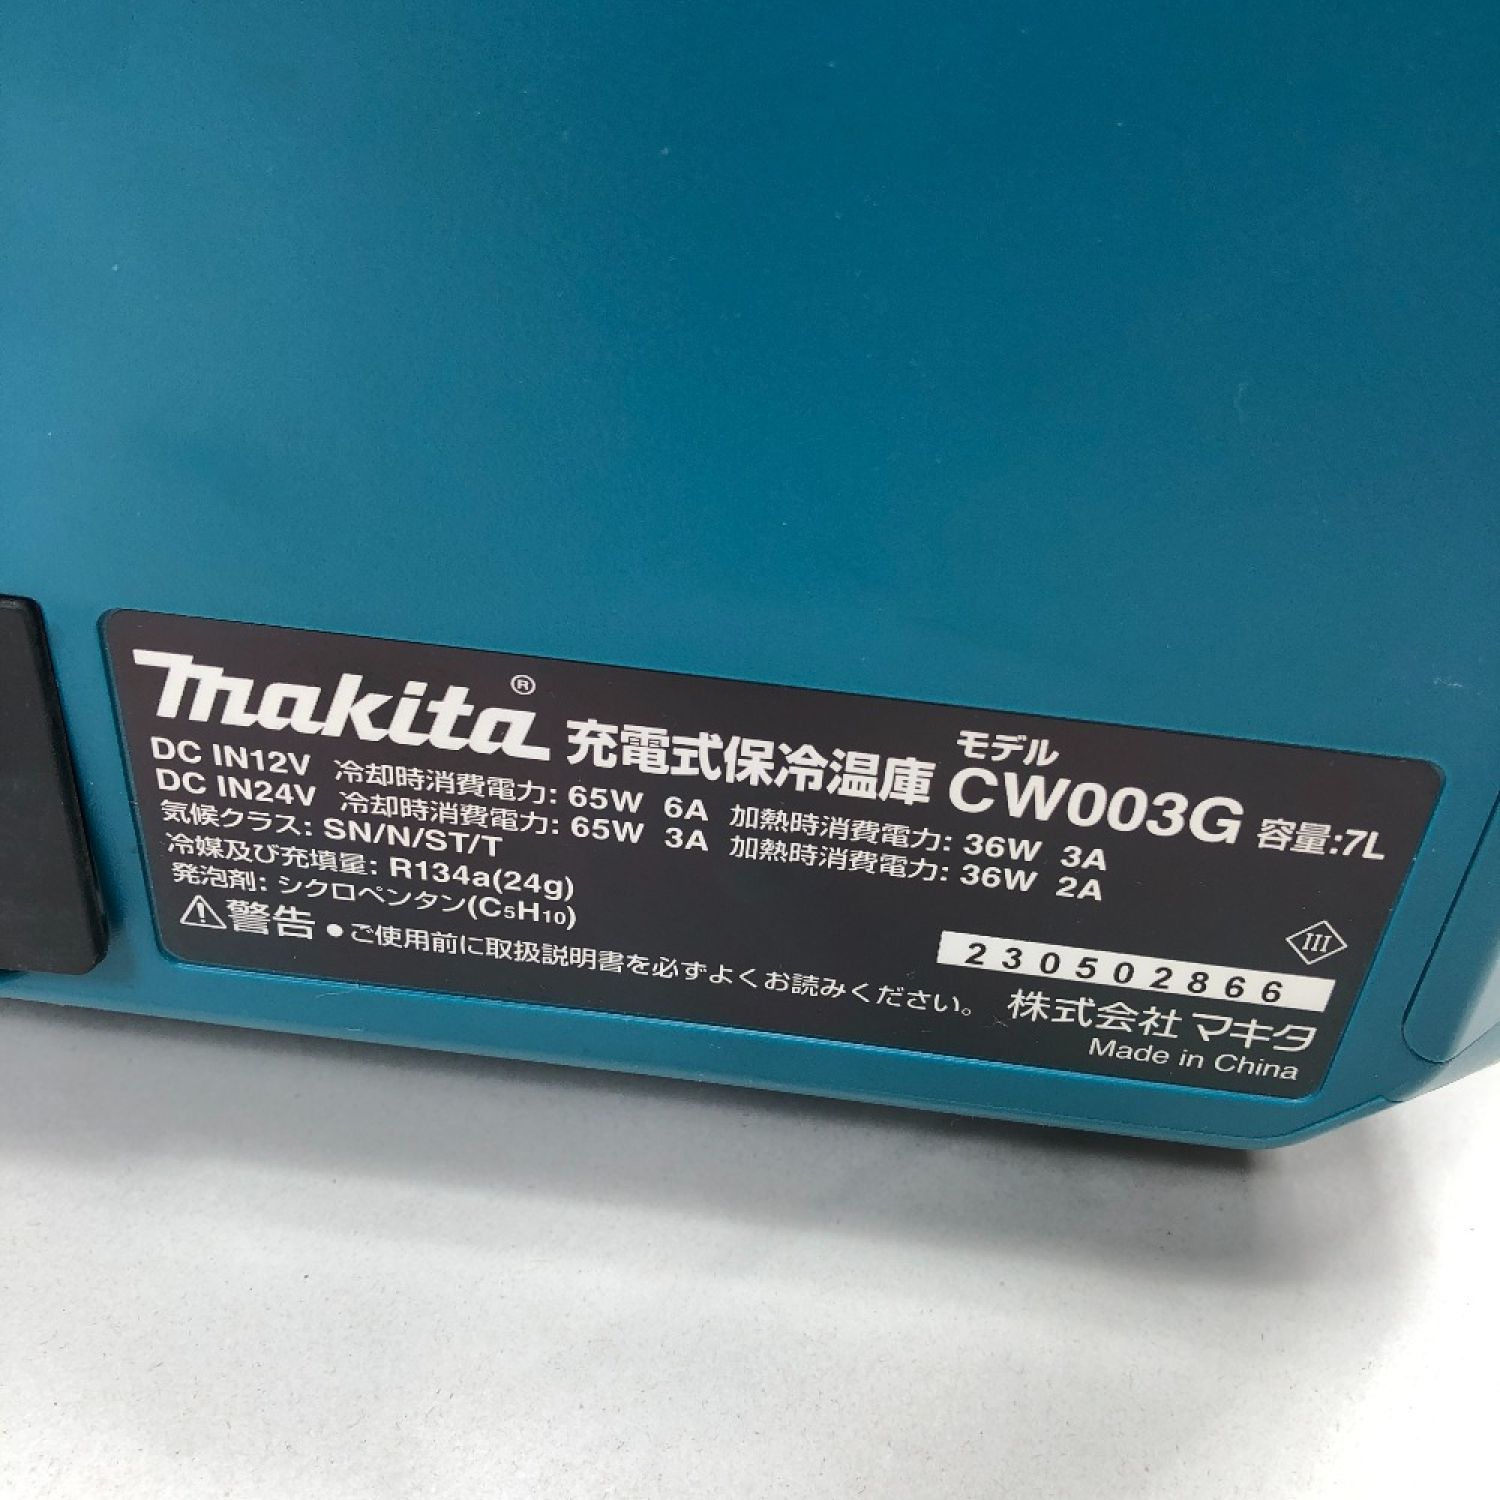 makita® 充電式保冷温庫 モデル CW003G 容量:7L
DC IN12V 冷却時消費電力: 65W 6A 加熱時消費電力: 36W 3A
DC IN24V 冷却時消費電力: 65W 3A 加熱時消費電力: 36W 2A
気候クラス: SN/N/ST/T
冷媒及び充填量: R134a(24g)
発泡剤: シクロペンタン(C5H10)
⚠警告 ●ご使用前に取扱説明書を必ずよくお読みください。
III
230502866
株式会社 マキタ
Made in China